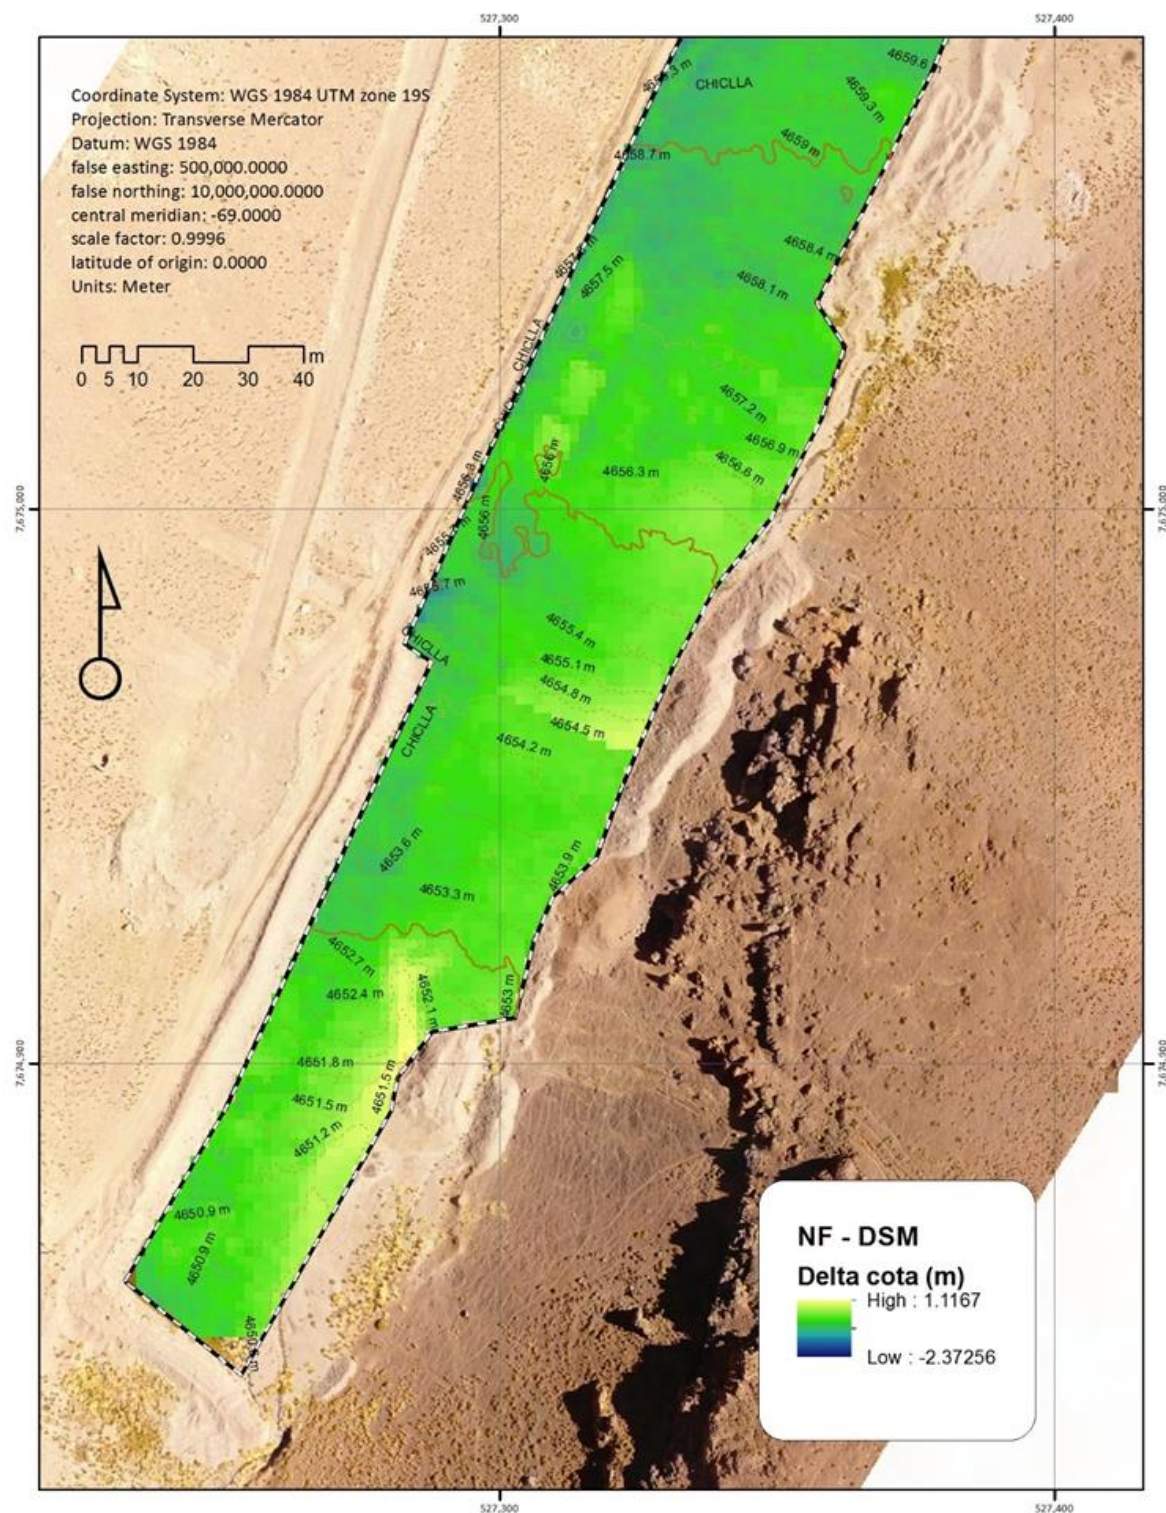 527,300
527,400
Coordinate System: WGS 1984 UTM zone 19S
Projection: Transverse Mercator
Datum: WGS 1984
false easting: 500,000.0000
false northing: 10,000,000.0000
central meridian: -69.0000
scale factor: 0.9996
latitude of origin: 0.0000
Units: Meter
m
0 5 10 20 30 40
CHICLLA
4659.6 m
4659.3 m
4659 m
4658.7 m
4658.4 m
4658.1 m
4657.5 m
CHICLLA
4657.2 m
4656.9 m
4656.6 m
4656.3 m
4656 m
4656 m
7,675,000
7,675,000
4655.4 m
4655.1 m
4654.8 m
4654.5 m
4654.2 m
CHICLLA
CHICLLA
4653.9 m
4653.6 m
4653.3 m
4653 m
4652.7 m
4652.4 m
4652.1 m
4651.8 m
4651.5 m
4651.5 m
4651.2 m
7,674,900
7,674,900
4650.9 m
4650.9 m
NF - DSM
Delta cota (m)
High : 1.1167
Low : -2.37256
527,300
527,400